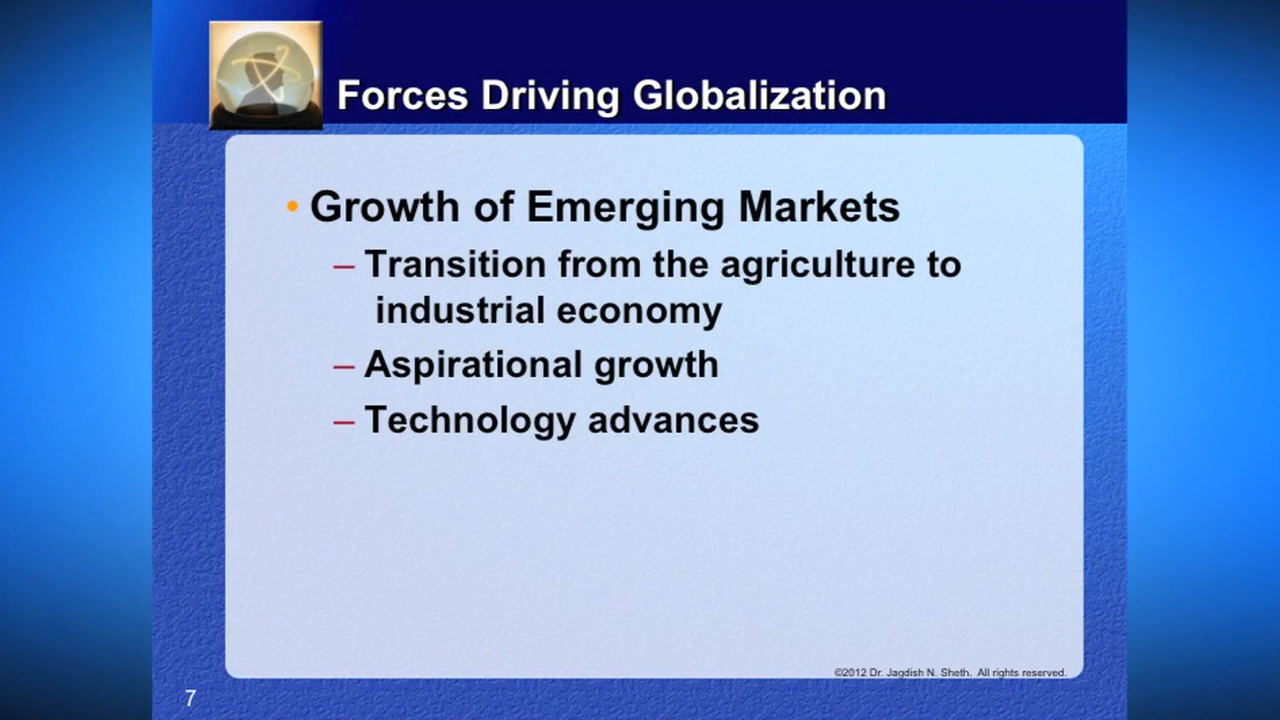 Forces Driving Globalization
• Growth of Emerging Markets
– Transition from the agriculture to
industrial economy
– Aspirational growth
– Technology advances
©2012 Dr. Jagdish N. Sheth. All rights reserved.
7